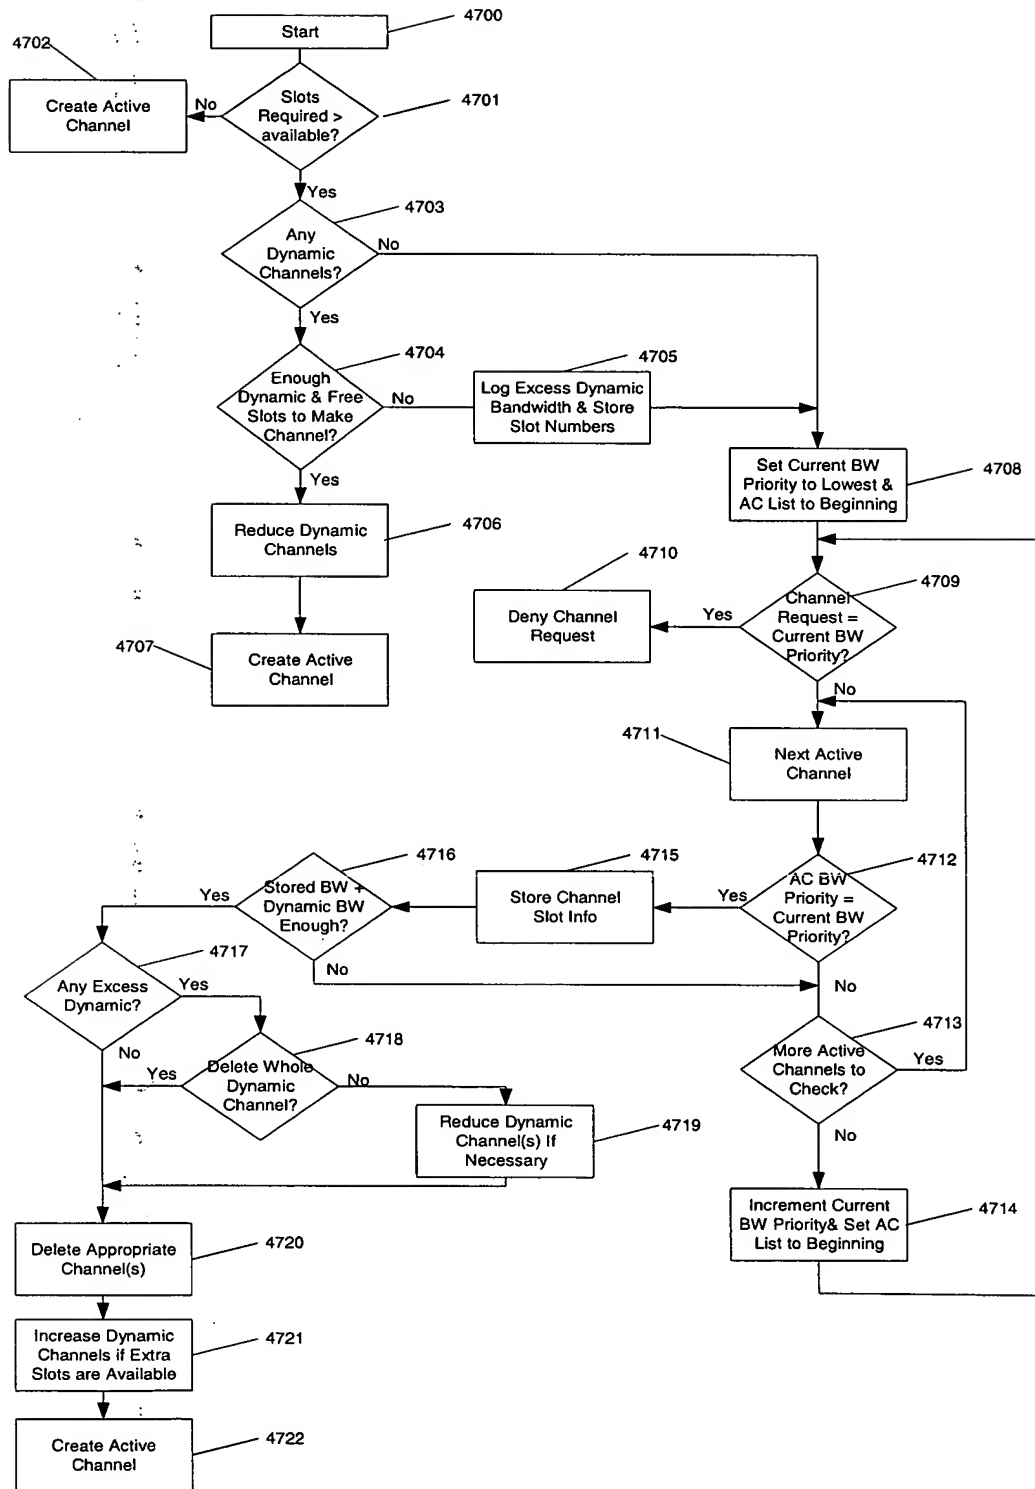 4700
Start
4702
Create Active
Channel
No
Slots
Required >
available?
4701
Yes
4703
Any
Dynamic
Channels?
No
Yes
4704
Enough
Dynamic & Free
Slots to Make
Channel?
No
4705
Log Excess Dynamic
Bandwidth & Store
Slot Numbers
Yes
Set Current BW
Priority to Lowest &
AC List to Beginning
4708
Reduce Dynamic
Channels
4706
4710
Deny Channel
Request
Yes
Channel
Request =
Current BW
Priority?
4709
4707
Create Active
Channel
No
4711
Next Active
Channel
4716
Stored BW +
Dynamic BW
Enough?
Yes
4715
Store Channel
Slot Info
Yes
AC BW
Priority =
Current BW
Priority?
4712
No
No
4717
Any Excess
Dynamic?
Yes
No
4718
Delete Whole
Dynamic
Channel?
Yes
No
4713
More Active
Channels to
Check?
Yes
No
Reduce Dynamic
Channel(s) If
Necessary
4719
Increment Current
BW Priority& Set AC
List to Beginning
4714
Delete Appropriate
Channel(s)
4720
Increase Dynamic
Channels if Extra
Slots are Available
4721
Create Active
Channel
4722